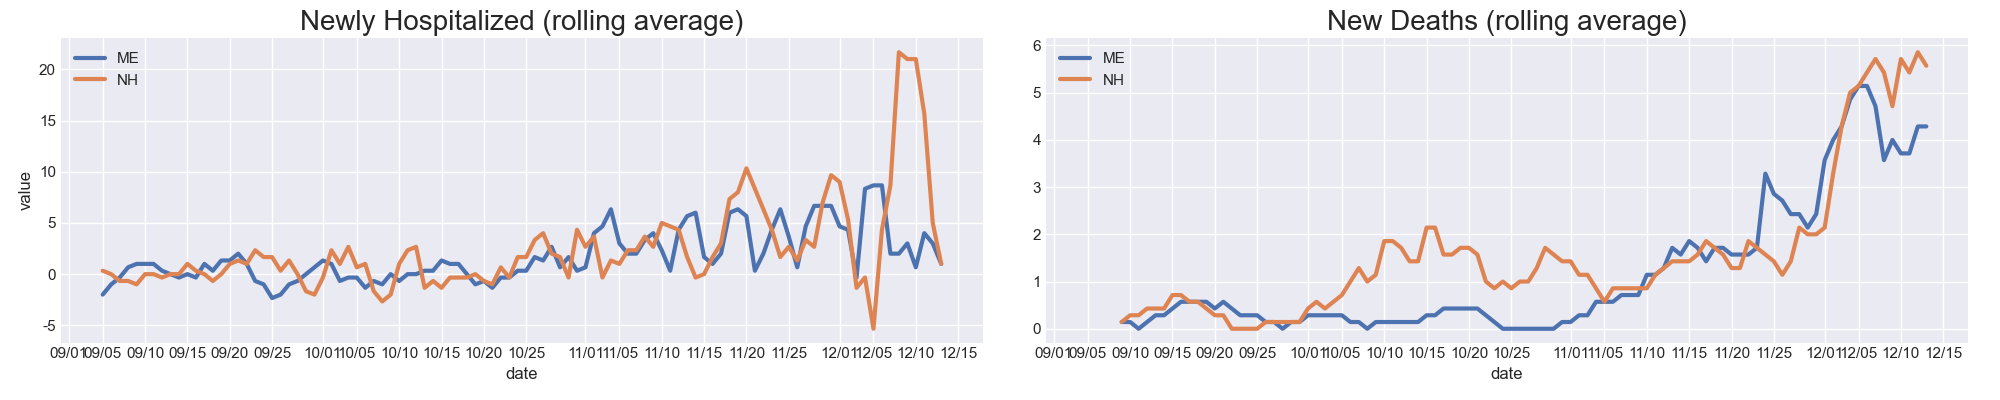 Newly Hospitalized (rolling average)
ME
NH
value
20
15
10
5
0
-5
09/01 09/05 09/10 09/15 09/20 09/25 10/01 10/05 10/10 10/15 10/20 10/25 11/01 11/05 11/10 11/15 11/20 11/25 12/01 12/05 12/10 12/15
date
New Deaths (rolling average)
ME
NH
6
5
4
3
2
1
0
09/01 09/05 09/10 09/15 09/20 09/25 10/01 10/05 10/10 10/15 10/20 10/25 11/01 11/05 11/10 11/15 11/20 11/25 12/01 12/05 12/10 12/15
date